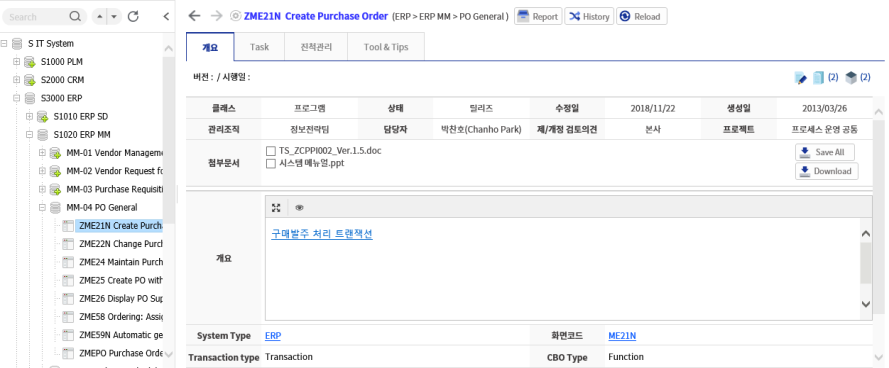 Search
S IT System
S1000 PLM
S2000 CRM
S3000 ERP
S1010 ERP SD
S1020 ERP MM
MM-01 Vendor Manageme
MM-02 Vendor Request fo
MM-03 Purchase Requisiti
MM-04 PO General
ZME21N Create Purch
ZME22N Change Purch
ZME24 Maintain Purch
ZME25 Create PO with
ZME26 Display PO Sup
ZME58 Ordering: Assig
ZME59N Automatic ge
ZMEPO Purchase Orde
ZME21N Create Purchase Order (ERP > ERP MM > PO General ) Report History Reload
개요 Task 진척관리 Tool & Tips
버전 : / 시행일 : (2) (2)
클래스 프로그램 상태 릴리즈 수정일 2018/11/22 생성일 2013/03/26
관리조직 정보전략팀 담당자 박찬호(Chanho Park) 제/개정 검토의견 본사 프로젝트 프로세스 운영 공통
첨부문서 TS_ZCPPI002_Ver.1.5.doc Save All
시스템 메뉴얼.ppt Download
개요 구매발주 처리 트랜잭션
System Type ERP 화면코드 ME21N
Transaction type Transaction CBO Type Function